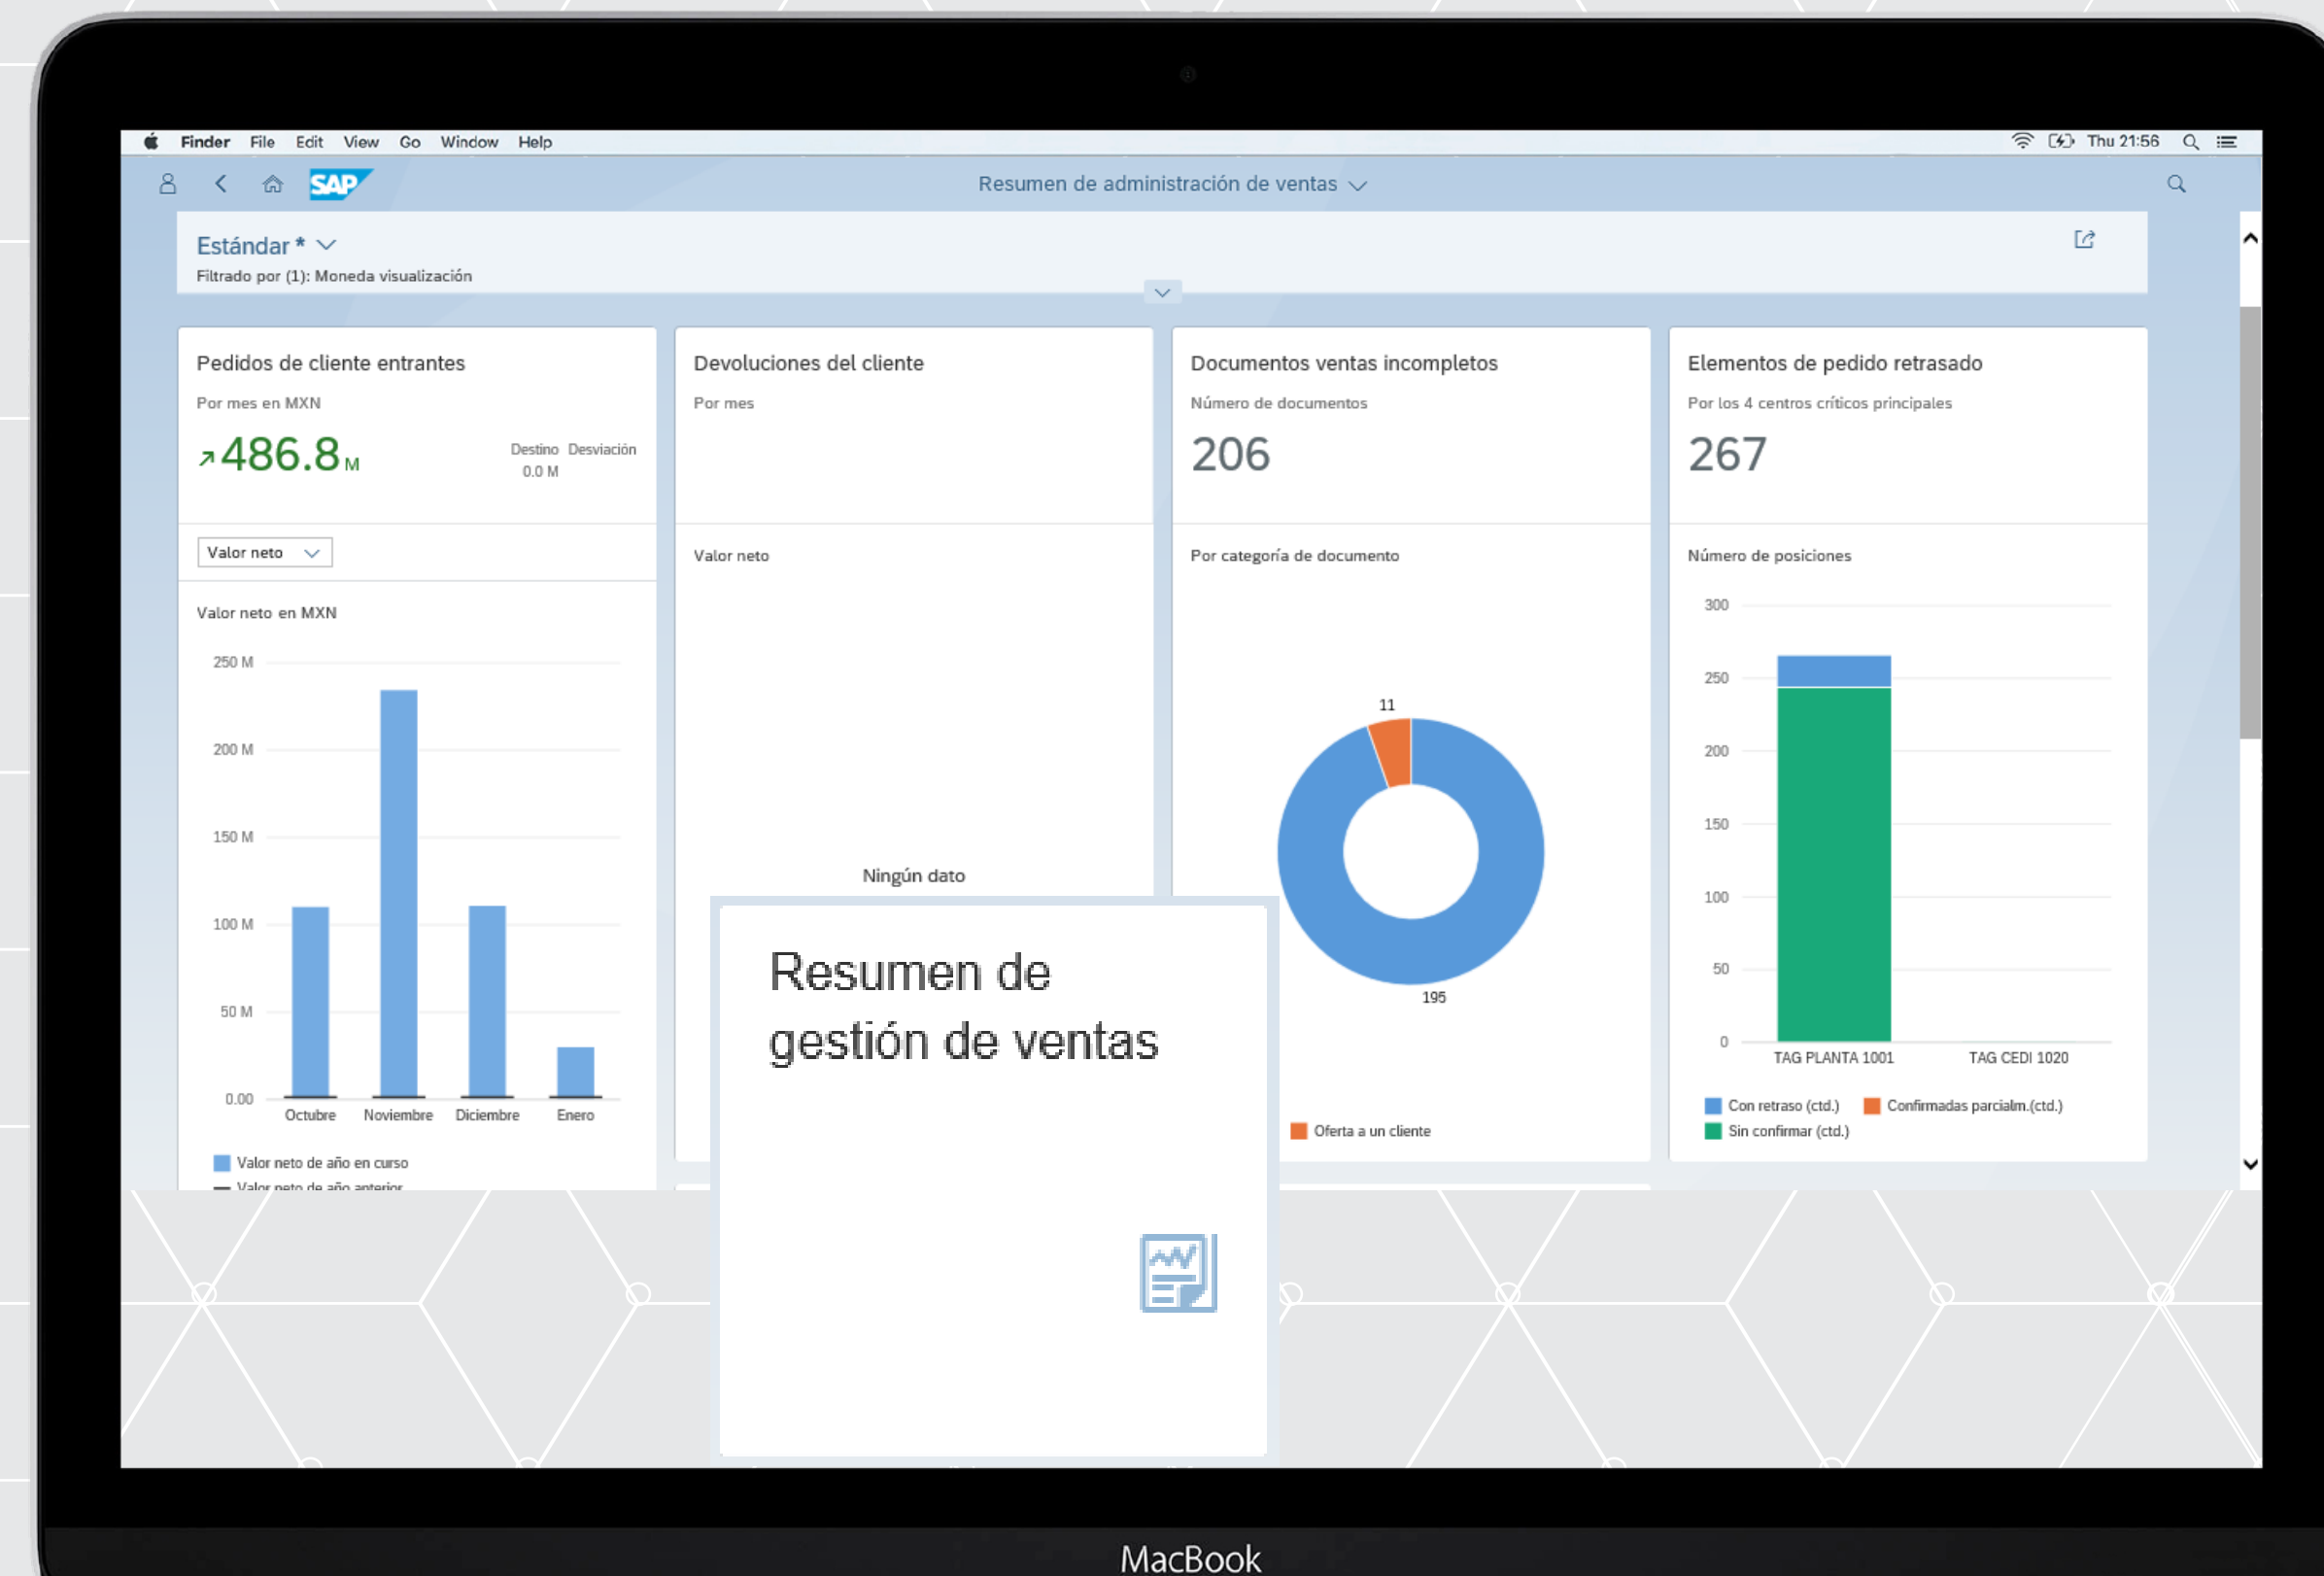 Finder File Edit View Go Window Help
Thu 21:56
SAP
Resumen de administración de ventas
Estándar *
Filtrado por (1): Moneda visualización
Pedidos de cliente entrantes
Por mes en MXN
486.8 M
Destino Desviación
0.0 M
Valor neto
Valor neto en MXN
250 M
200 M
150 M
100 M
50 M
0.00
Octubre Noviembre Diciembre Enero
Valor neto de año en curso
Valor neto de año anterior
Devoluciones del cliente
Por mes
Valor neto
Ningún dato
Documentos ventas incompletos
Número de documentos
206
Por categoría de documento
11
195
Oferta a un cliente
Elementos de pedido retrasado
Por los 4 centros críticos principales
267
Número de posiciones
300
250
200
150
100
50
0
TAG PLANTA 1001 TAG CEDI 1020
Con retraso (ctd.) Confirmadas parcialm.(ctd.)
Sin confirmar (ctd.)
Resumen de
gestión de ventas
MacBook